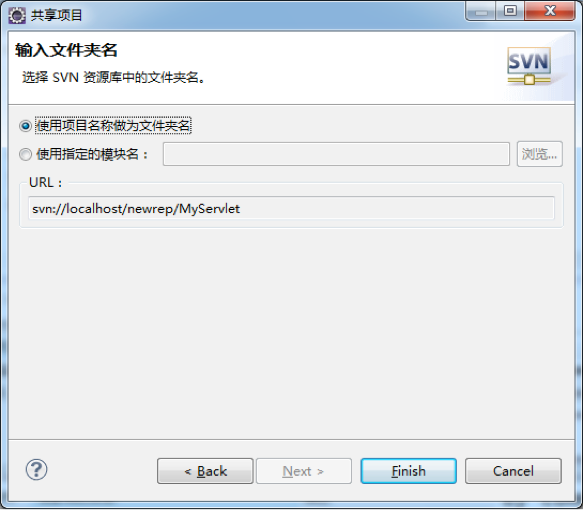 共享项目
输入文件夹名
选择 SVN 资源库中的文件夹名。
SVN
使用项目名称做为文件夹名
使用指定的模块名：
浏览...
URL：
svn://localhost/newrep/MyServlet
?
< Back
Next >
Finish
Cancel